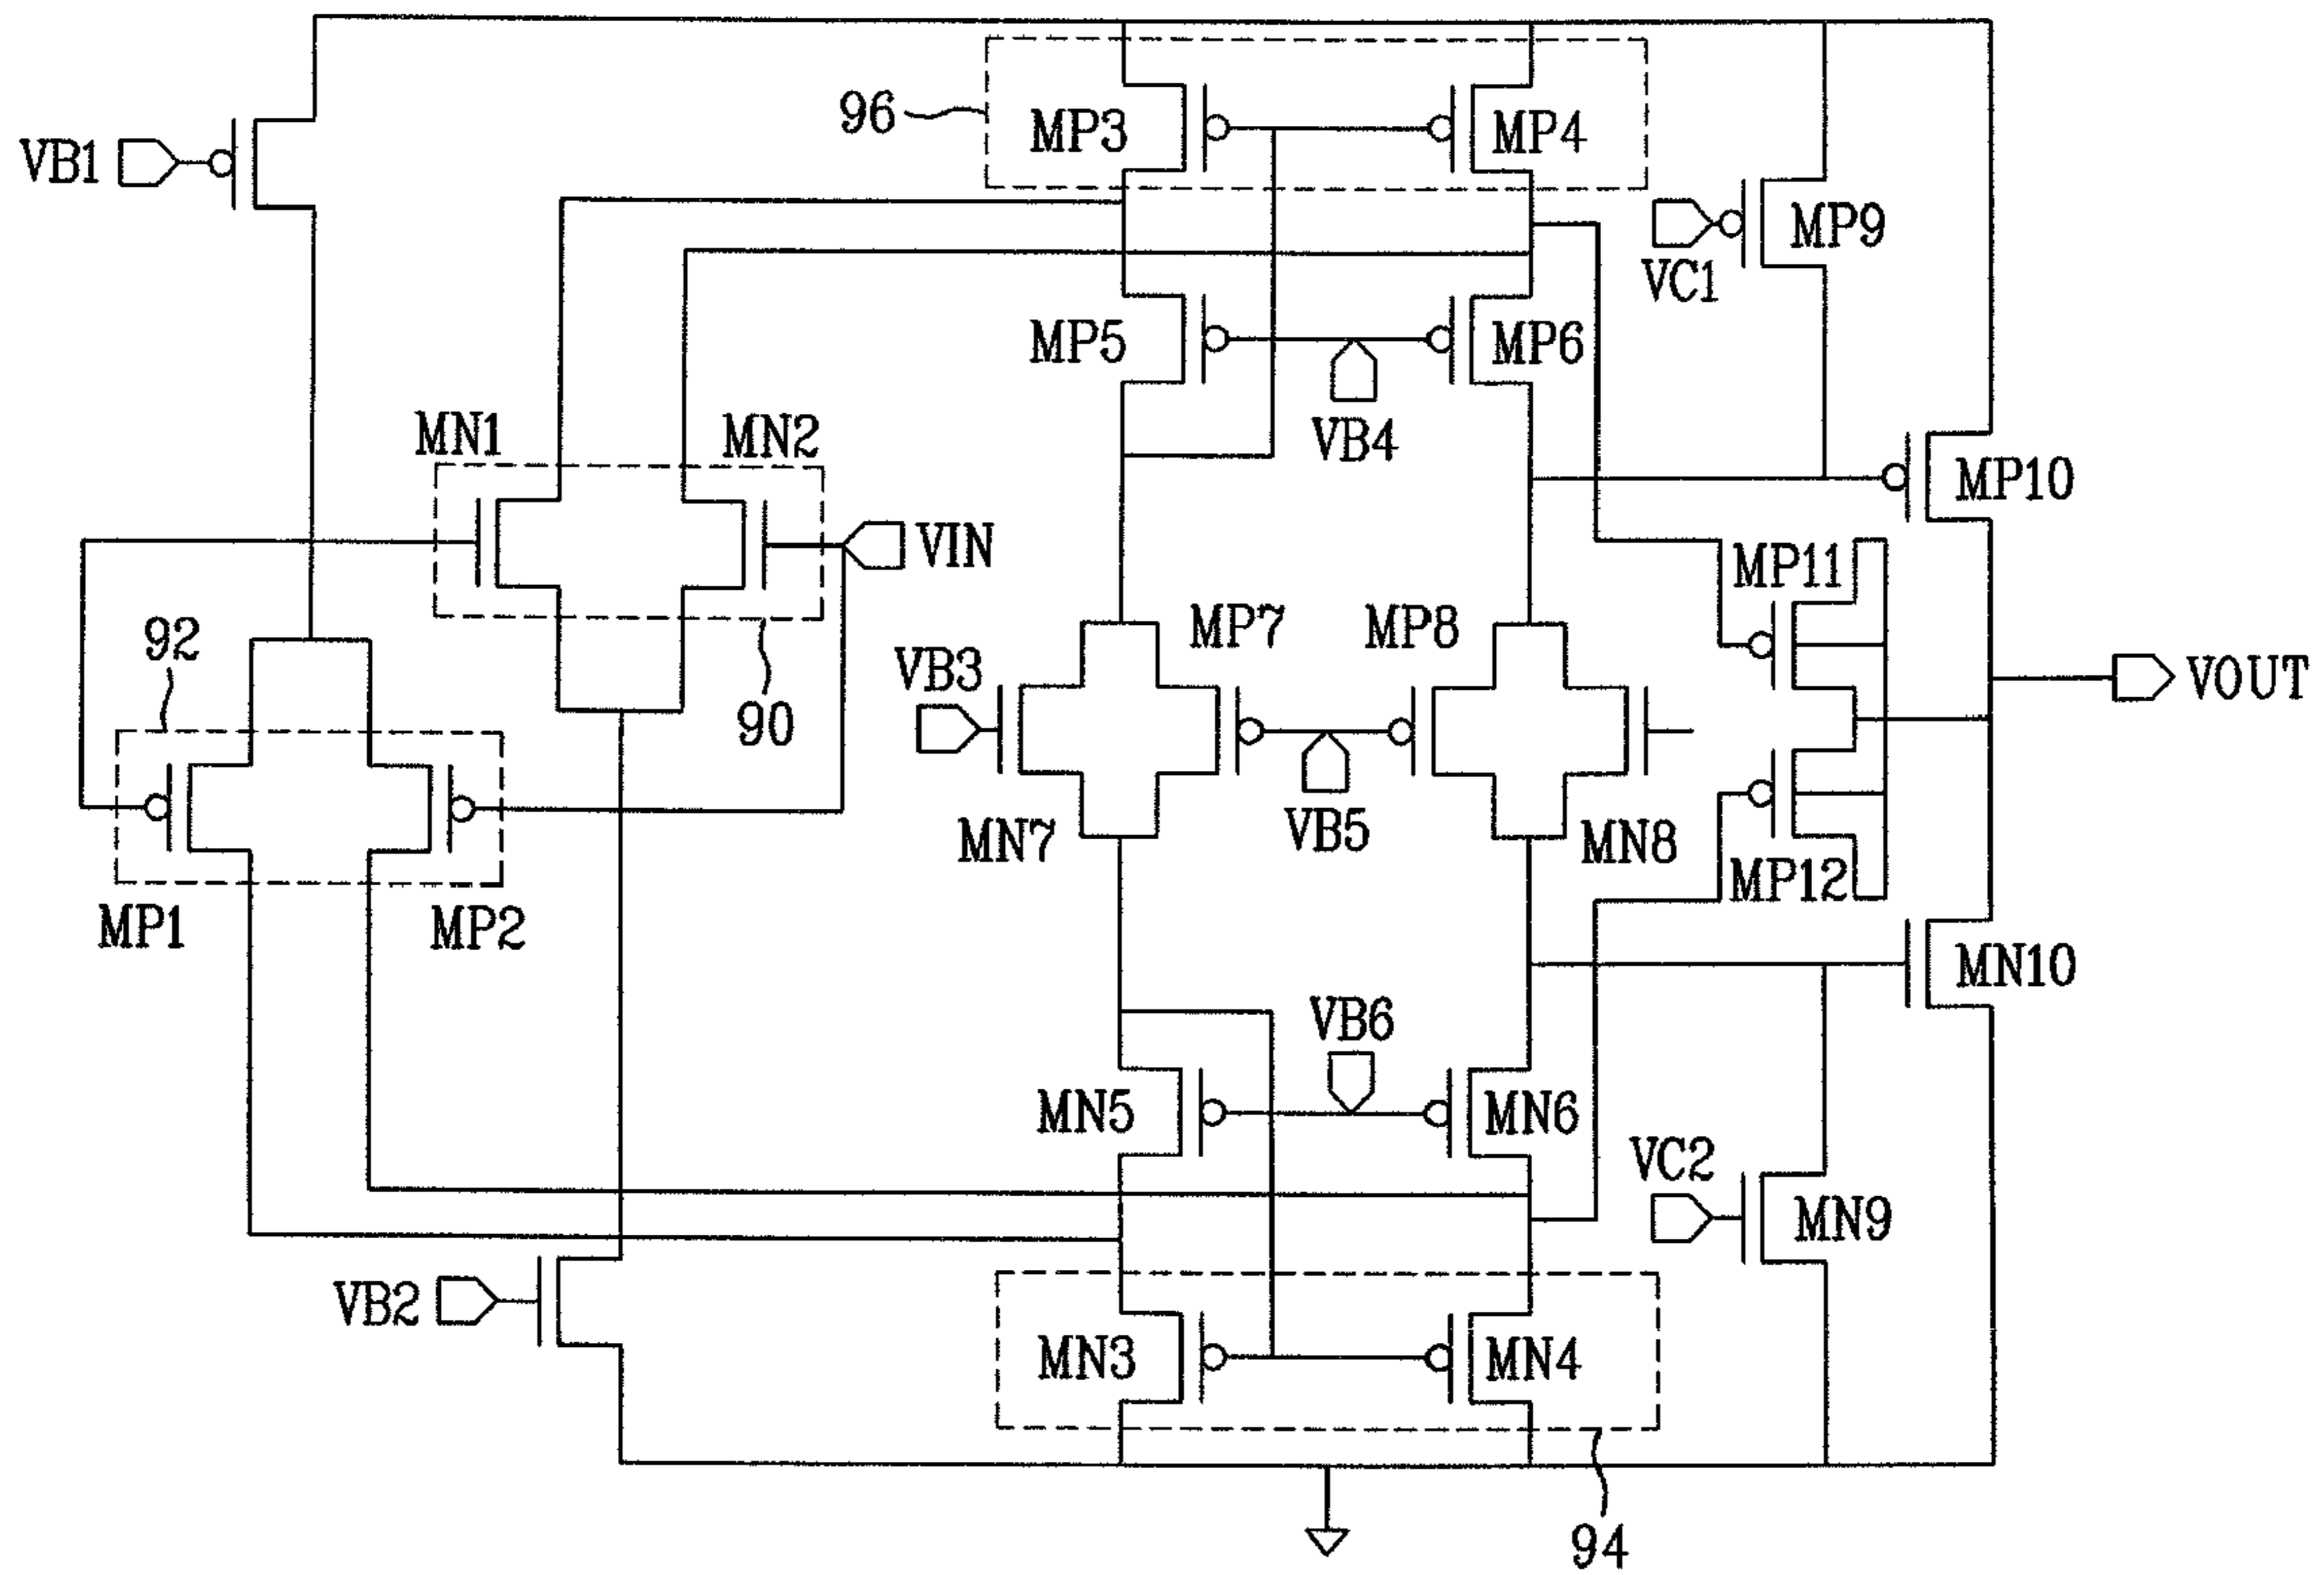 96
MP3
MP4
VB1
MP9
VC1
MP5
MP6
MN1
MN2
VB4
MP10
VIN
MP11
92
MP7
MP8
VB3
VOUT
90
VB5
MN7
MN8
MP12
MP1
MP2
MN10
VB6
MN5
MN6
VC2
MN9
VB2
MN3
MN4
94